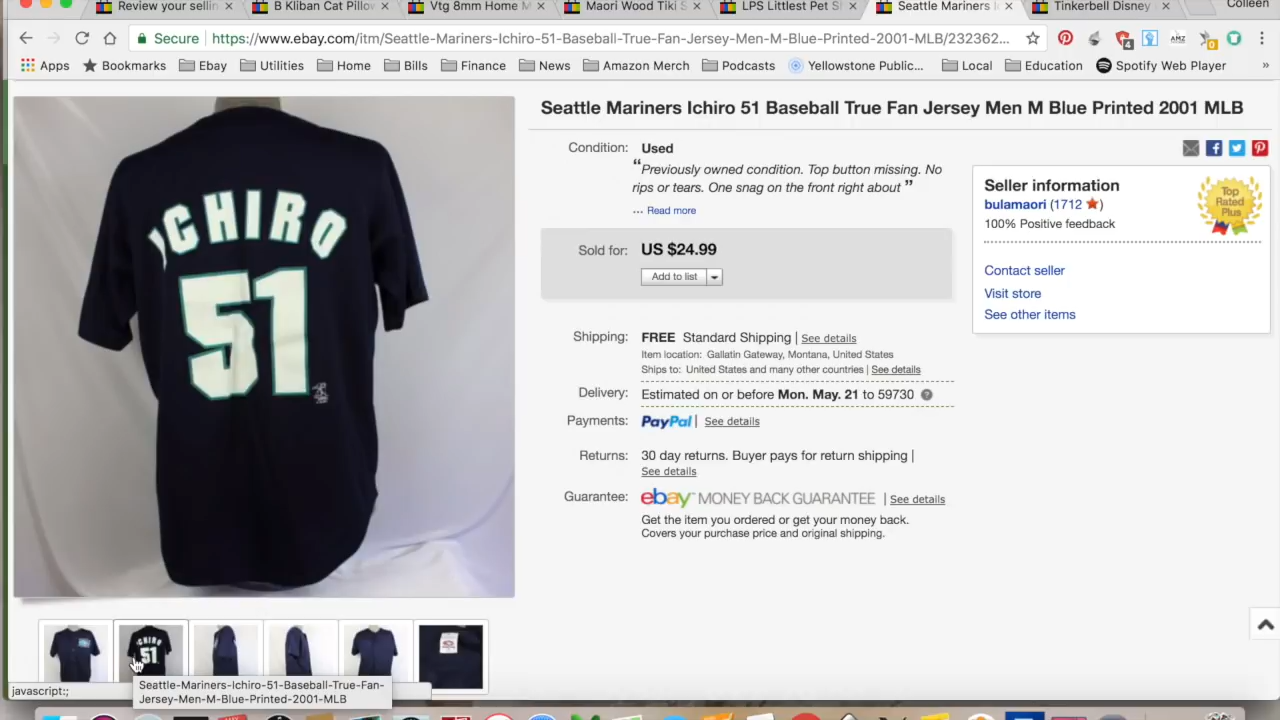 Colleen
Review your sellin
B Kliban Cat Pillow
Vtg 8mm Home M
Maori Wood Tiki S
LPS Littlest Pet S
Seattle Mariners I
Tinkerbell Disney
Secure
https://www.ebay.com/itm/Seattle-Mariners-Ichiro-51-Baseball-True-Fan-Jersey-Men-M-Blue-Printed-2001-MLB/232362...
4
AMZ
0
Apps
Bookmarks
Ebay
Utilities
Home
Bills
Finance
News
Amazon Merch
Podcasts
Yellowstone Public...
Local
Education
Spotify Web Player
»
Seattle Mariners Ichiro 51 Baseball True Fan Jersey Men M Blue Printed 2001 MLB
ICHIRO
51
Condition: Used
“Previously owned condition. Top button missing. No
rips or tears. One snag on the front right about ”
... Read more
Sold for: US $24.99
Add to list
Shipping: FREE Standard Shipping | See details
Item location: Gallatin Gateway, Montana, United States
Ships to: United States and many other countries | See details
Delivery: Estimated on or before Mon. May. 21 to 59730 ?
Payments: PayPal | See details
Returns: 30 day returns. Buyer pays for return shipping |
See details
Guarantee: ebay MONEY BACK GUARANTEE | See details
Get the item you ordered or get your money back.
Covers your purchase price and original shipping.
Seller information
bulamaori (1712 )
100% Positive feedback
Top
Rated
Plus
Contact seller
Visit store
See other items
CHIRO
51
javascript:;
Seattle-Mariners-Ichiro-51-Baseball-True-Fan-
Jersey-Men-M-Blue-Printed-2001-MLB